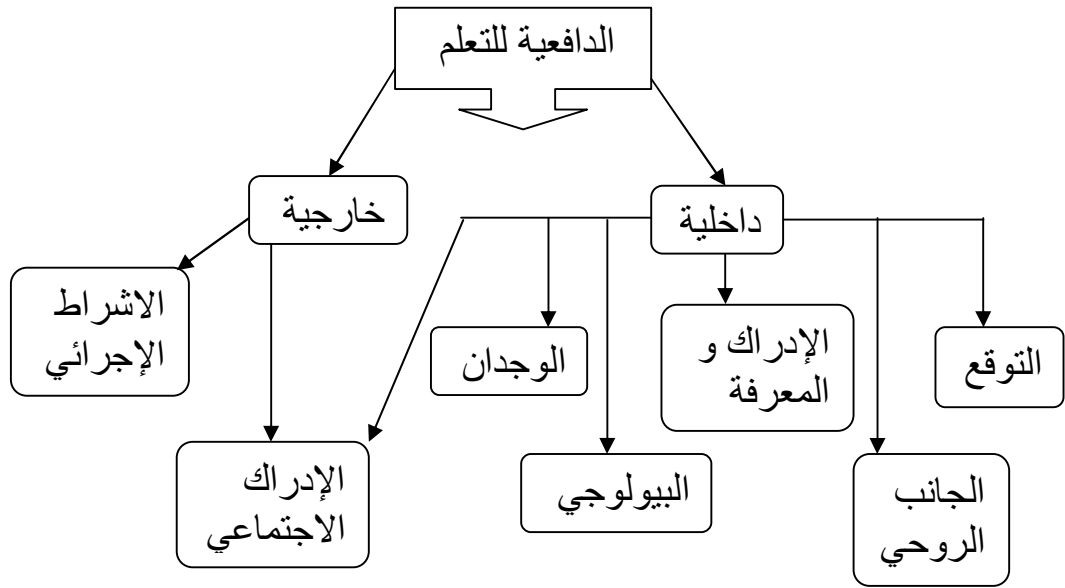 الدافعية للتعلم
داخلية
خارجية
التوقع
الإدراك و
المعرفة
الوجدان
الاشراط
الإجرائي
الجانب
الروحي
البيولوجي
الإدراك
الاجتماعي